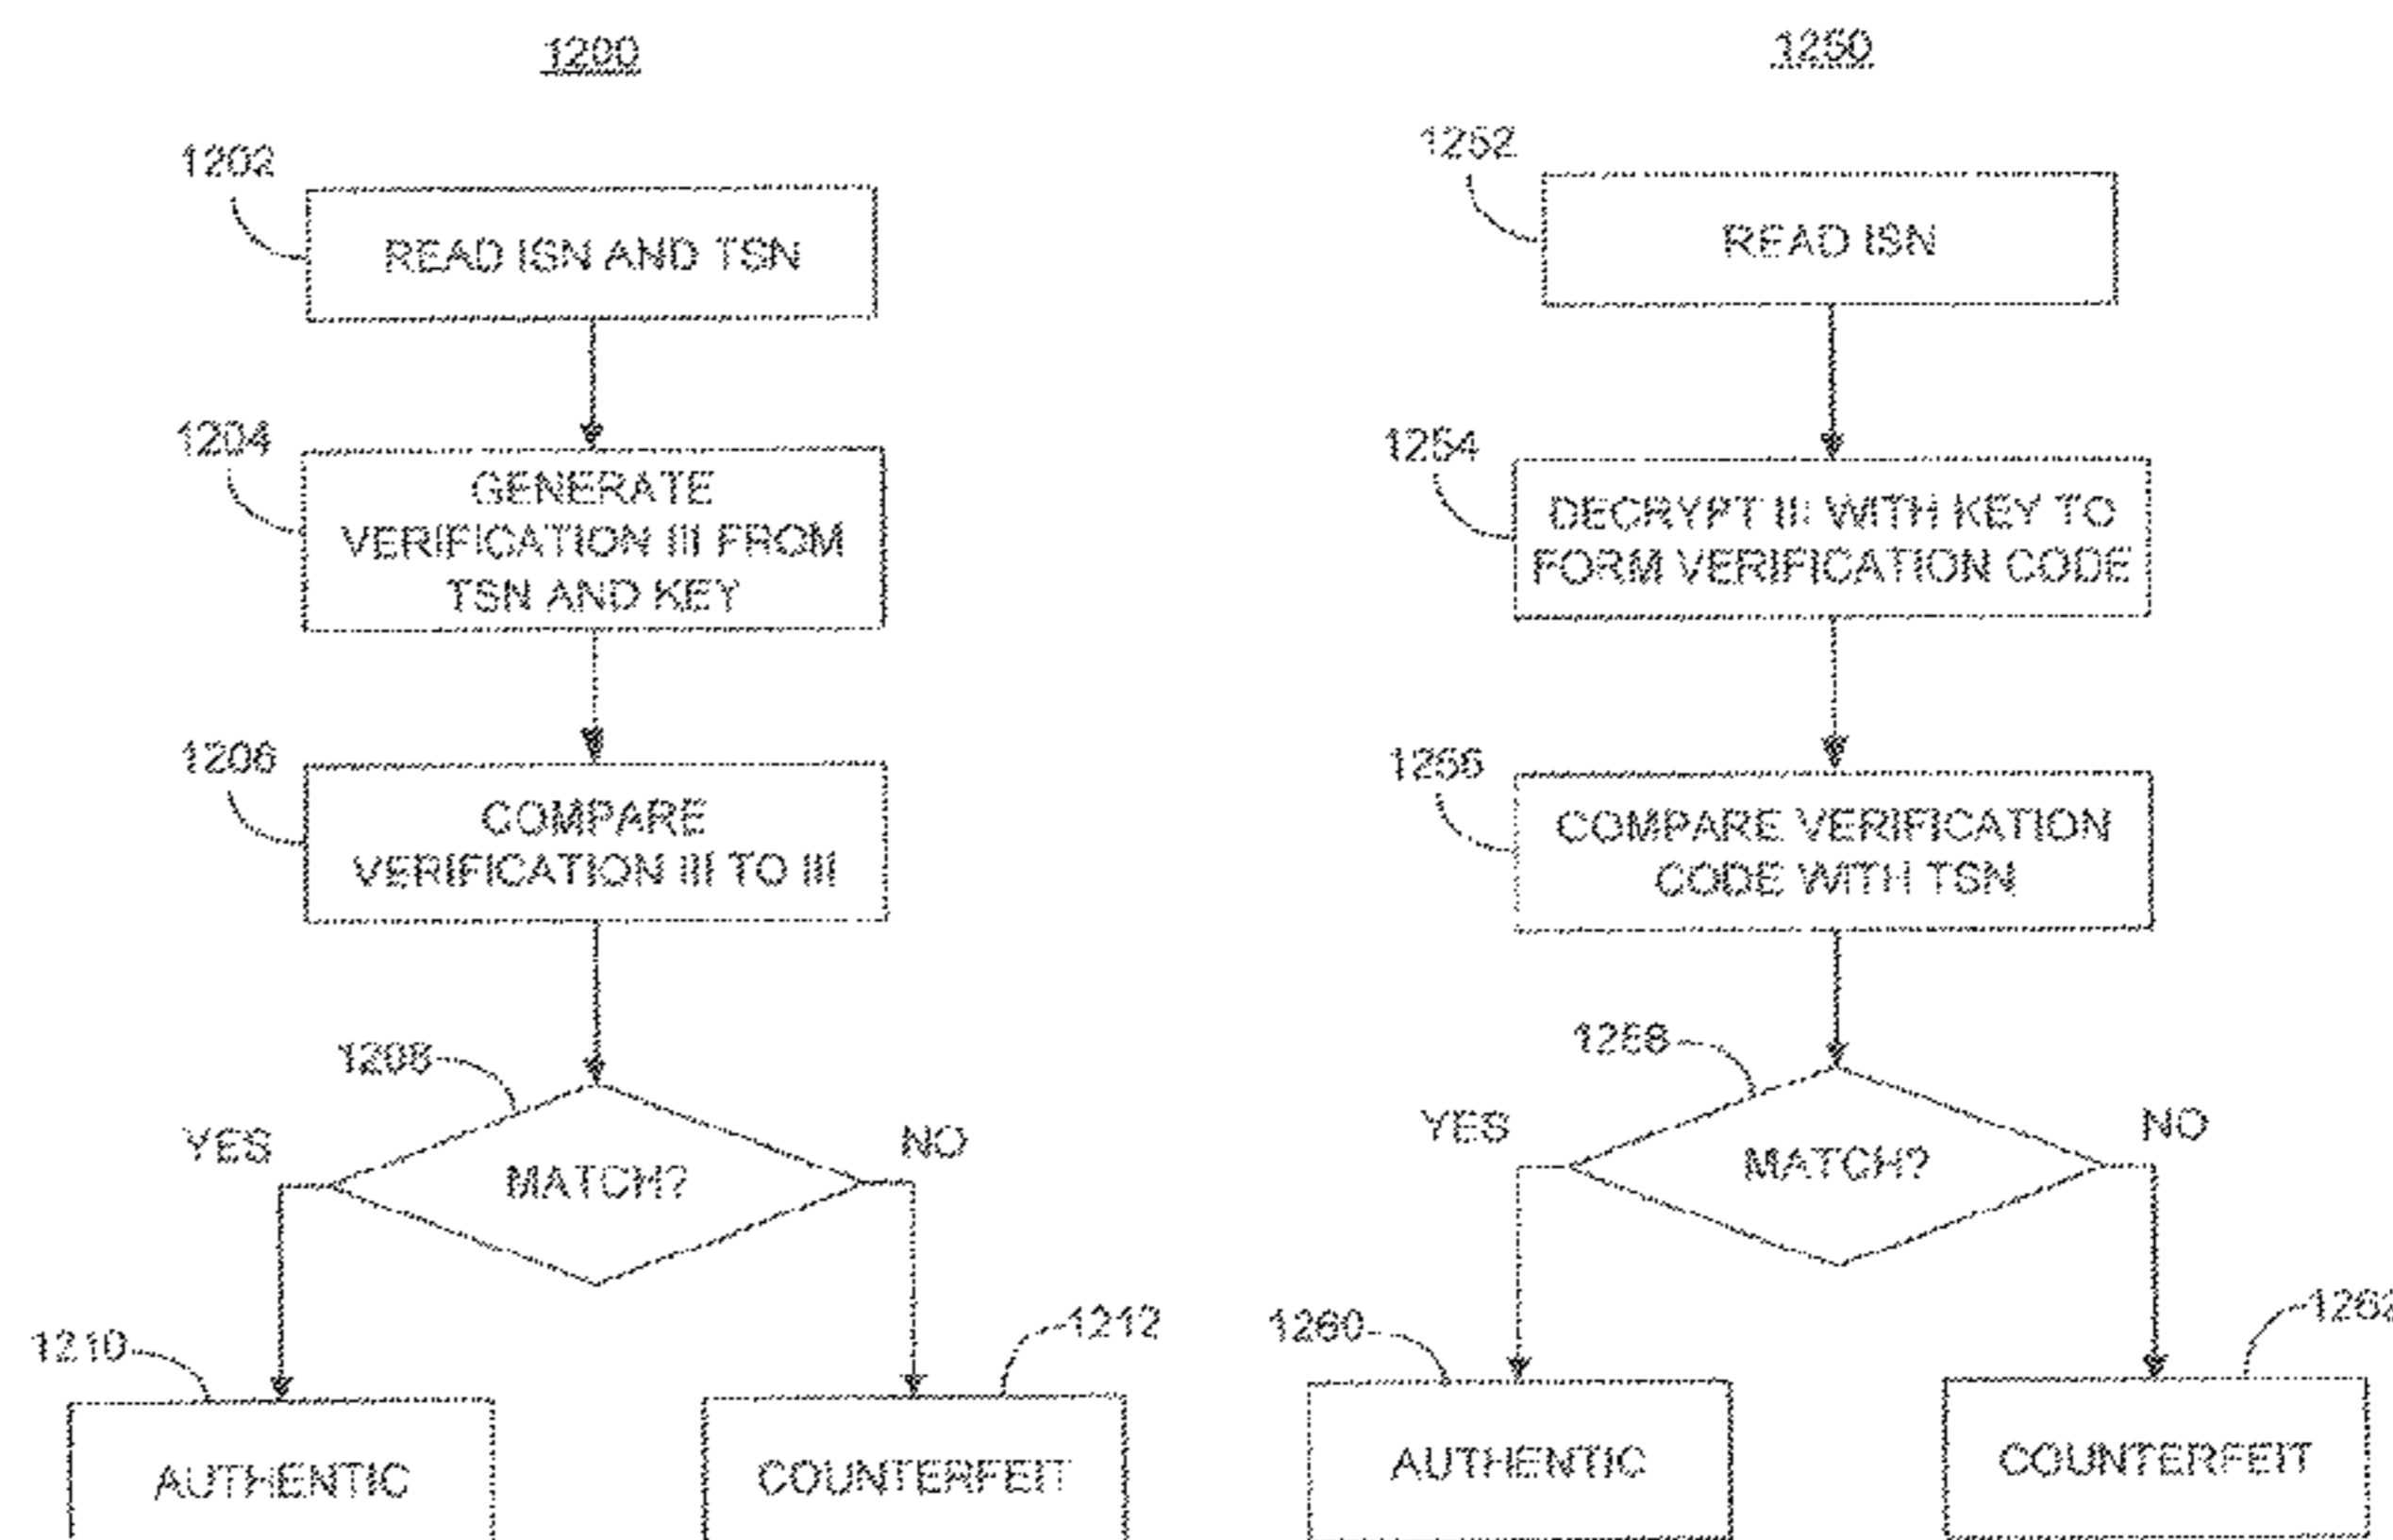 1200
1202
READ ISN AND TSN
1204
GENERATE
VERIFICATION III FROM
TSN AND KEY
1206
COMPARE
VERIFICATION III TO III
1208
MATCH?
YES
NO
1210
AUTHENTIC
1212
COUNTERFEIT
1250
1252
READ ISN
1254
DECRYPT III WITH KEY TO
FORM VERIFICATION CODE
1256
COMPARE VERIFICATION
CODE WITH TSN
1258
MATCH?
YES
NO
1260
AUTHENTIC
1262
COUNTERFEIT